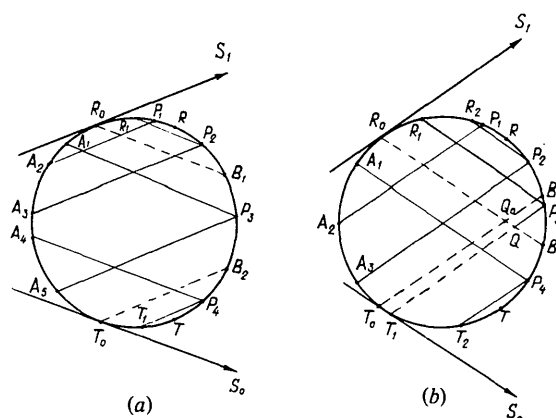 S₁
R₀
P₁
R
R₁
P₂
A₁
A₂
B₁
A₃
P₃
A₄
B₂
A₅
P₄
T₁
T
T₀
S₀
(a)
S₁
R₂
P₁
R₀
R₁
R
P₂
A₁
Q₀
B
P
A₂
Q
B
A₃
P₄
T₀
T₁
T₂
T
S₀
(b)